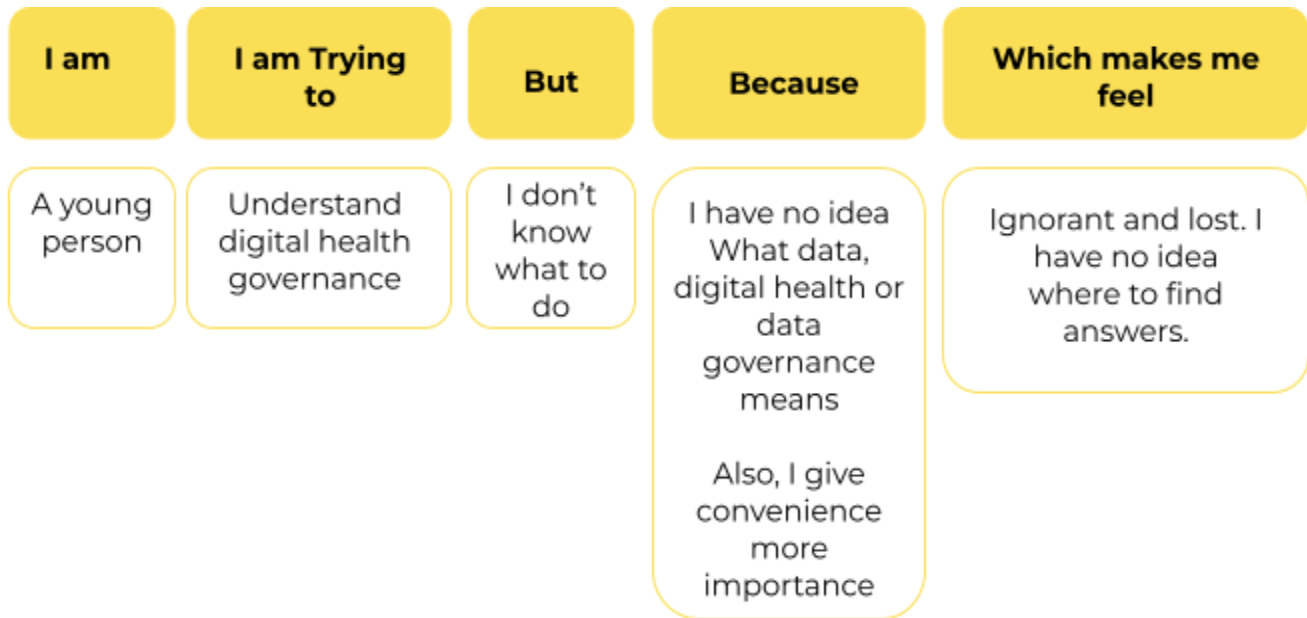 I am
I am Trying
to
But
Because
Which makes me
feel
A young
person
Understand
digital health
governance
I don’t
know
what to
do
I have no idea
What data,
digital health or
data
governance
means
Also, I give
convenience
more
importance
Ignorant and lost. I
have no idea
where to find
answers.